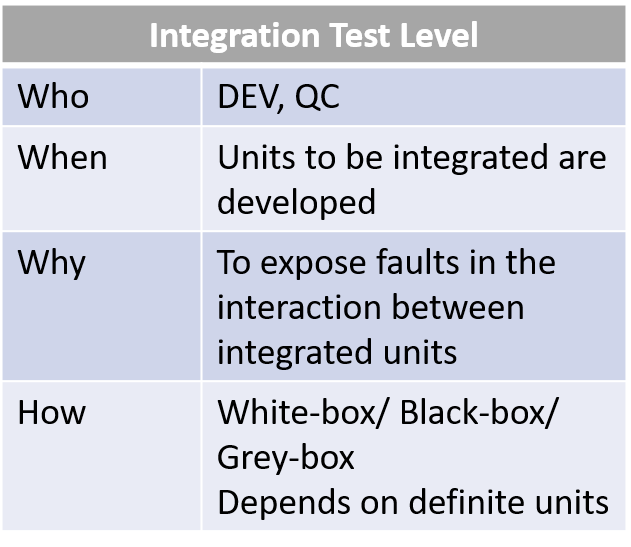 Integration Test Level
Who
DEV, QC
When
Units to be integrated are
developed
Why
To expose faults in the
interaction between
integrated units
How
White-box/ Black-box/
Grey-box
Depends on definite units